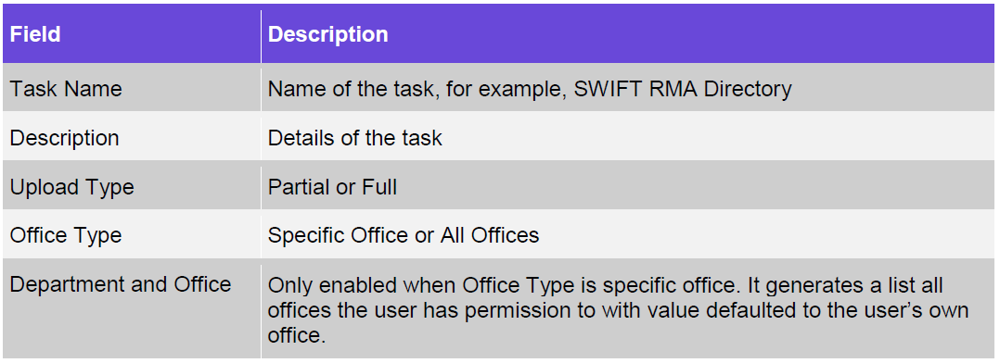 Field Description
Task Name Name of the task, for example, SWIFT RMA Directory
Description Details of the task
Upload Type Partial or Full
Office Type Specific Office or All Offices
Department and Office Only enabled when Office Type is specific office. It generates a list all
offices the user has permission to with value defaulted to the user’s own
office.